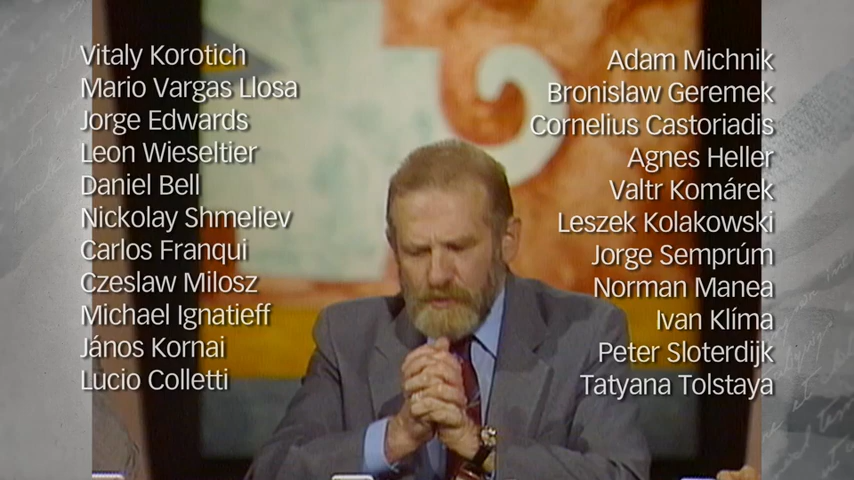 Vitaly Korotich
Mario Vargas Llosa
Jorge Edwards
Leon Wieseltier
Daniel Bell
Nickolay Shmeliev
Carlos Franqui
Czeslaw Milosz
Michael Ignatieff
János Kornai
Lucio Colletti
Adam Michnik
Bronislaw Geremek
Cornelius Castoriadis
Agnes Heller
Valtr Komárek
Leszek Kolakowski
Jorge Semprúm
Norman Manea
Ivan Klíma
Peter Sloterdijk
Tatyana Tolstaya